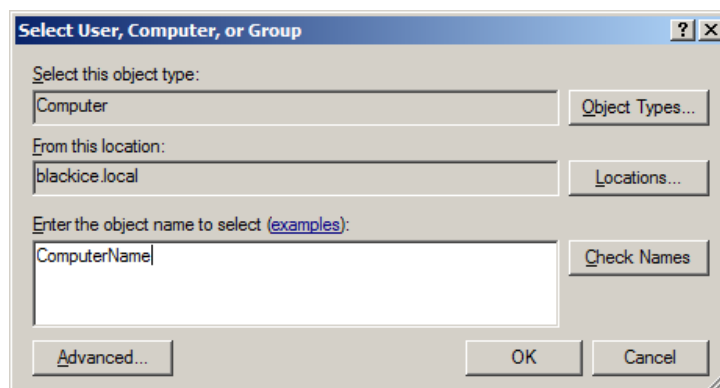 Select User, Computer, or Group
Select this object type:
Computer
Object Types...
From this location:
blackice.local
Locations...
Enter the object name to select (examples):
ComputerName
Check Names
Advanced...
OK
Cancel